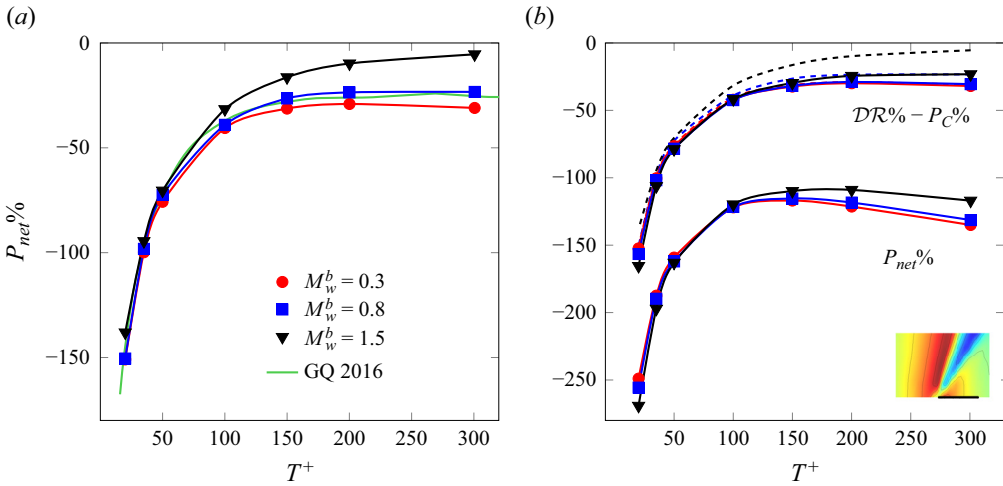 (a)
0
−50
−100
−150
P_net%
M_w^b = 0.3
M_w^b = 0.8
M_w^b = 1.5
GQ 2016
50 100 150 200 250 300
T^+
(b)
0
−50
−100
−150
−200
−250
𝒟ℛ% − P_C%
P_net%
50 100 150 200 250 300
T^+